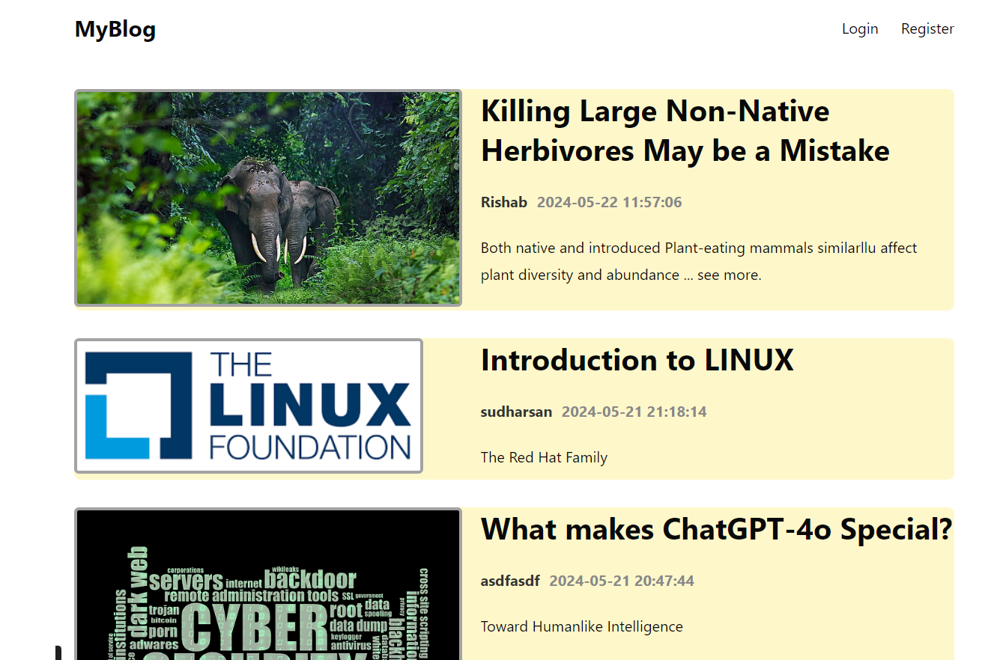 MyBlog
Login Register
Killing Large Non-Native
Herbivores May be a Mistake
Rishab 2024-05-22 11:57:06
Both native and introduced Plant-eating mammals similarllu affect
plant diversity and abundance ... see more.
THE
LINUX
FOUNDATION
Introduction to LINUX
sudharsan 2024-05-21 21:18:14
The Red Hat Family
What makes ChatGPT-4o Special?
asdfasdf 2024-05-21 20:47:44
Toward Humanlike Intelligence
dark web
institutions
corporations
wikileaks
servers
internet
backdoor
remote administration tools
SSL
government
trojan
bitcoin
porn
adwares
CYBER
root
data
spoofing
data dump
keylogger
antivirus
privacy
cross site scripting
SECURITY